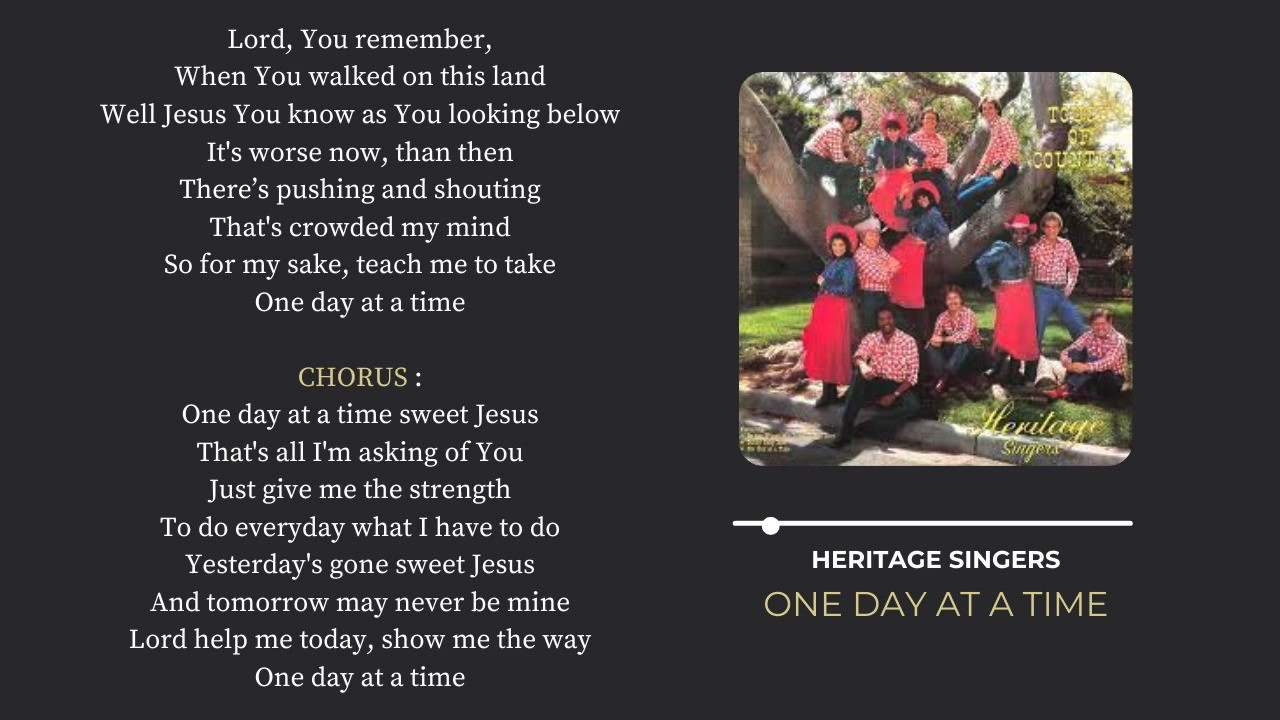 Lord, You remember,
When You walked on this land
Well Jesus You know as You looking below
It's worse now, than then
There’s pushing and shouting
That's crowded my mind
So for my sake, teach me to take
One day at a time
CHORUS :
One day at a time sweet Jesus
That's all I'm asking of You
Just give me the strength
To do everyday what I have to do
Yesterday's gone sweet Jesus
And tomorrow may never be mine
Lord help me today, show me the way
One day at a time
TOUCH
OF
COUNTRY
Heritage
Singers
HERITAGE SINGERS
ONE DAY AT A TIME